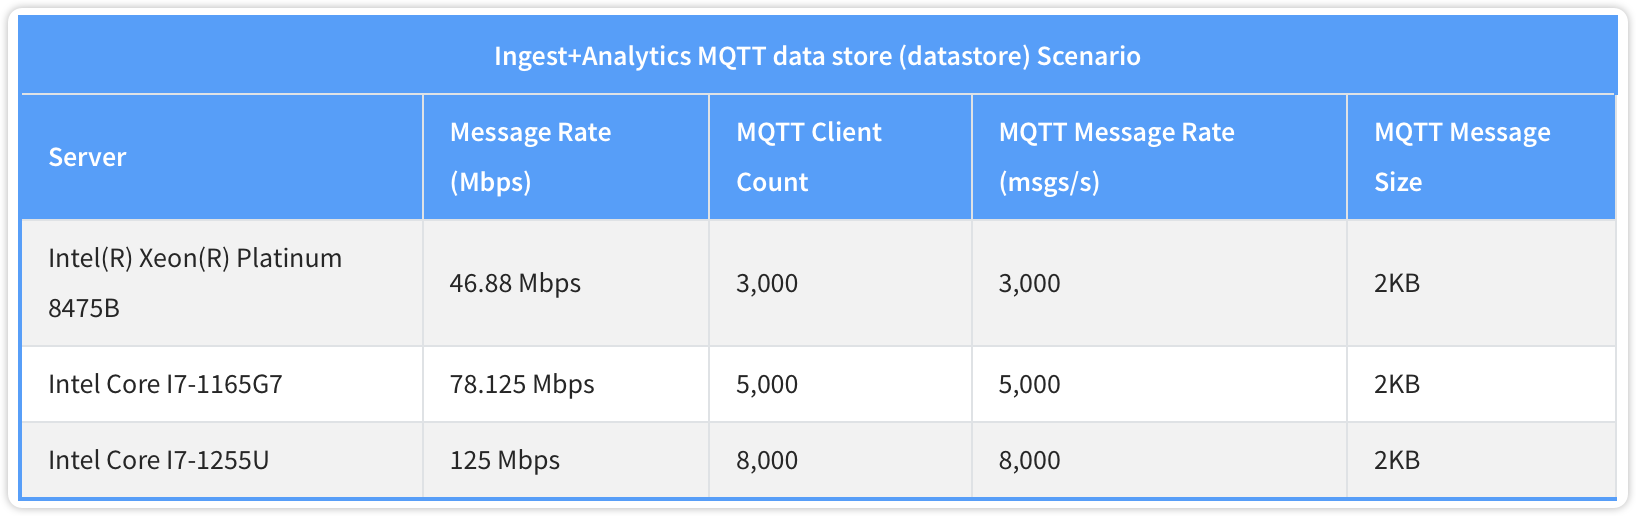 Ingest+Analytics MQTT data store (datastore) Scenario
Server
Message Rate
(Mbps)
MQTT Client
Count
MQTT Message Rate
(msgs/s)
MQTT Message
Size
Intel(R) Xeon(R) Platinum
8475B
46.88 Mbps
3,000
3,000
2KB
Intel Core I7-1165G7
78.125 Mbps
5,000
5,000
2KB
Intel Core I7-1255U
125 Mbps
8,000
8,000
2KB